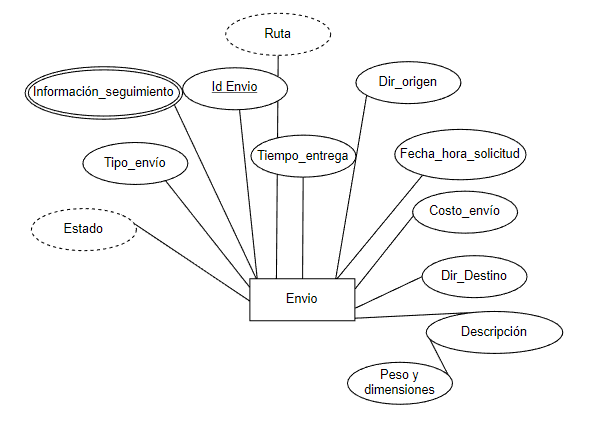 Ruta
Información_seguimiento
Id Envio
Dir_origen
Tipo_envío
Tiempo_entrega
Fecha_hora_solicitud
Estado
Costo_envío
Dir_Destino
Envio
Descripción
Peso y
dimensiones